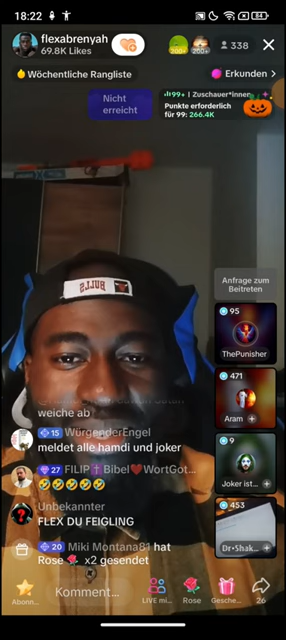 18:22
84
flexabrenyah
69.8K Likes
200+
200+
338
Wöchentliche Rangliste
Erkunden >
Nicht
erreicht
99+ | Zuschauer*innen
Punkte erforderlich
für 99: 266.4K
BULLS
Anfrage zum
Beitreten
95
ThePunisher
471
Aram +
9
Joker ist... +
453
Dr•Shak... +
weiche ab
15 WürgenderEngel
meldet alle hamdi und joker
27 FILIP✝️Bibel❤️WortGot...
🤣🤣🤣🤣🤣
Unbekannter
FLEX DU FEIGLING
20 Miki Montana81 hat
Rose 🌹 x2 gesendet
Komment...
Abonn...
LIVE mi...
Rose
Gesche...
26